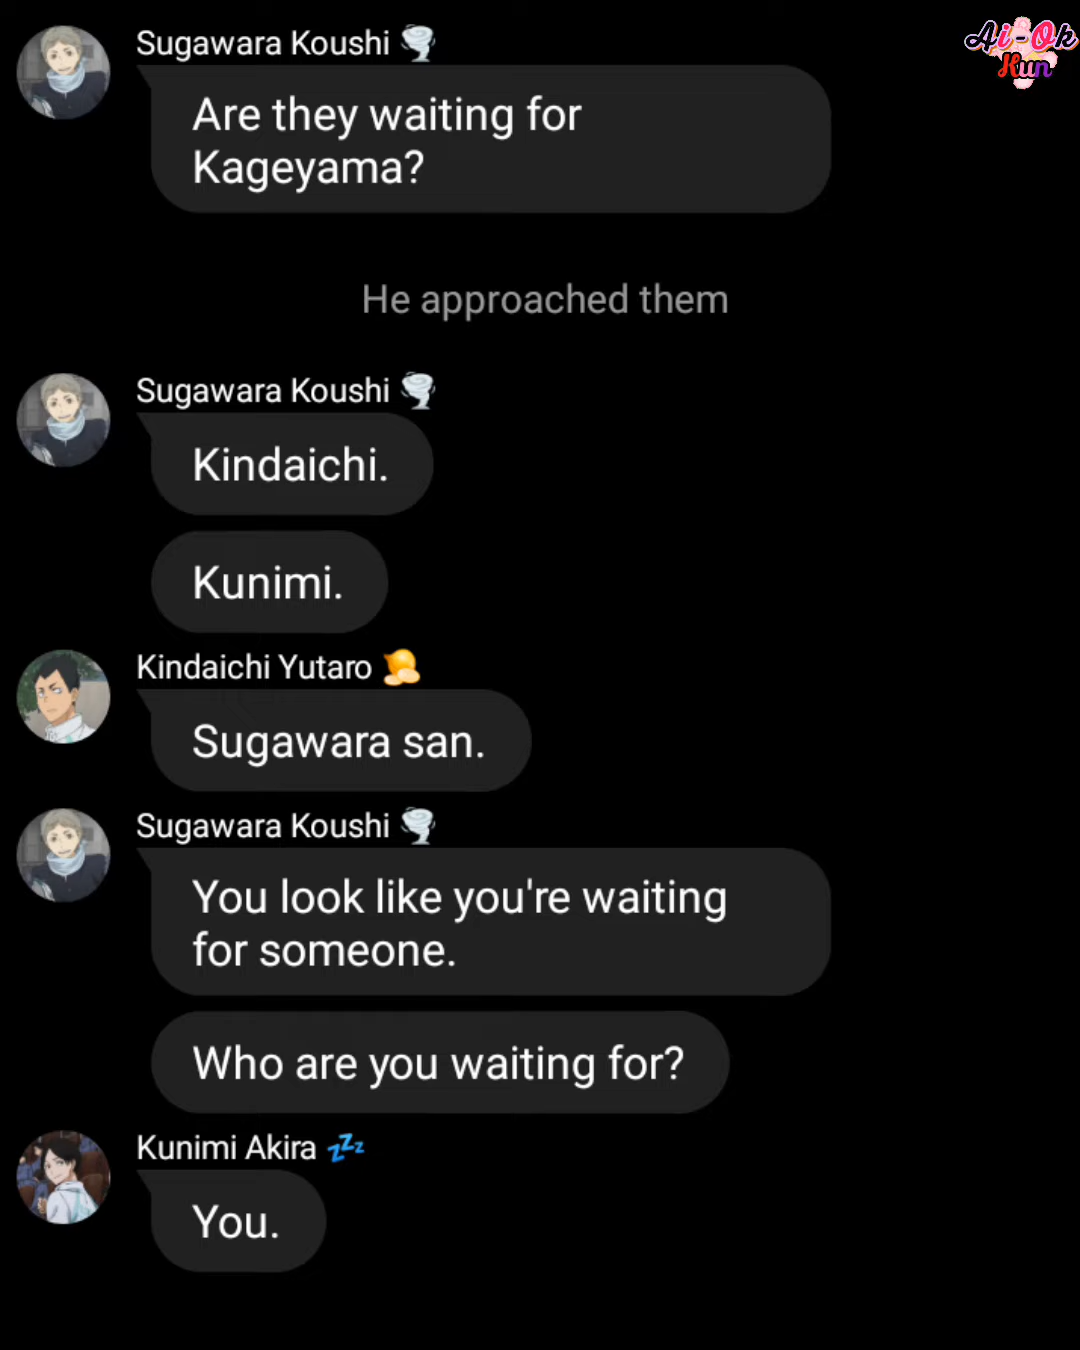 Sugawara Koushi 🌪️
Ai-Ok
Kun
Are they waiting for
Kageyama?
He approached them
Sugawara Koushi 🌪️
Kindaichi.
Kunimi.
Kindaichi Yutaro
Sugawara san.
Sugawara Koushi 🌪️
You look like you're waiting
for someone.
Who are you waiting for?
Kunimi Akira 💤
You.